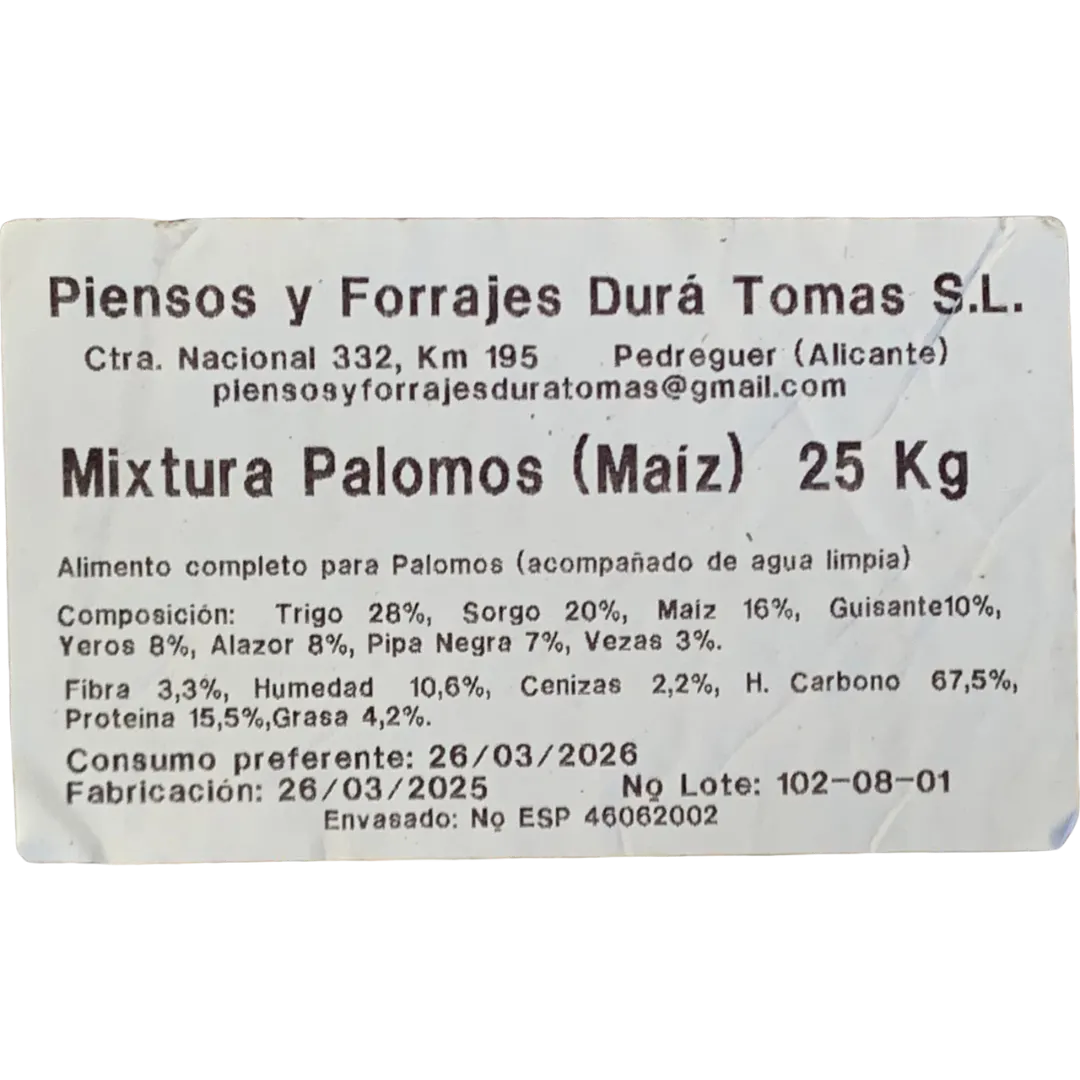 Piensos y Forrajes Durá Tomas S.L.
Ctra. Nacional 332, Km 195 Pedreguer (Alicante)
piensosyforrajesduratomas@gmail.com
Mixtura Palomos (Maíz) 25 Kg
Alimento completo para Palomos (acompañado de agua limpia)
Composición: Trigo 28%, Sorgo 20%, Maíz 16%, Guisante10%,
Yeros 8%, Alazor 8%, Pipa Negra 7%, Vezas 3%.
Fibra 3,3%, Humedad 10,6%, Cenizas 2,2%, H. Carbono 67,5%,
Proteina 15,5%,Grasa 4,2%.
Consumo preferente: 26/03/2026
Fabricación: 26/03/2025 Nº Lote: 102-08-01
Envasado: Nº ESP 46062002